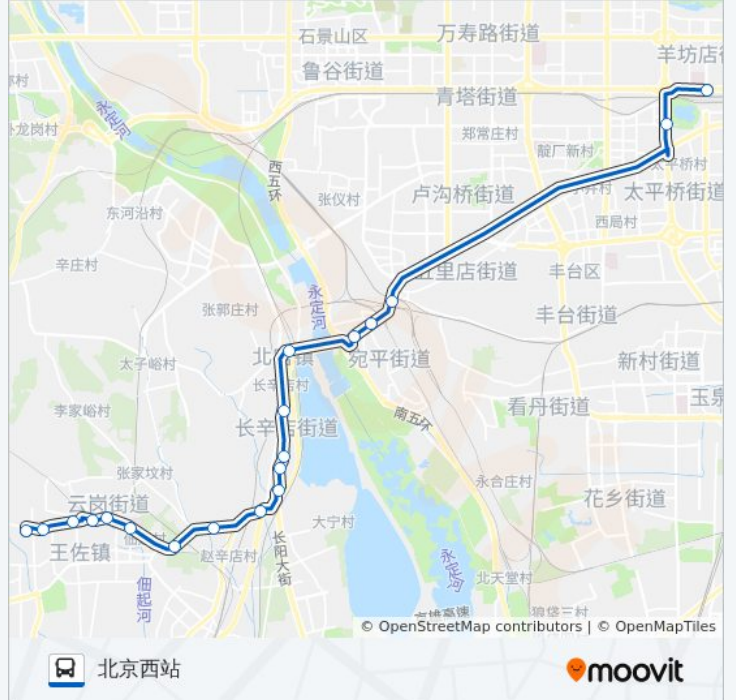 石景山区
万寿路街道
羊坊店
鲁谷街道
青塔街道
永定河
卧龙岗村
郑常庄村
西五环
靛厂新村
太平桥村
张仪村
卢沟桥街道
太平桥街道
东河沿村
西局村
辛庄村
五里店街道
丰台区
永定河
张郭庄村
丰台街道
太子峪村
宛平街道
新村街道
长辛店村
玉泉
李家峪村
看丹街道
南五环
长辛店街道
张家坟村
永合庄村
云岗街道
花乡街道
大宁村
王佐镇
赵辛店村
长阳大街
永定河
北天堂村
佃起河
狼垡三村
© OpenStreetMap contributors | © OpenMapTiles
北京西站
moovit